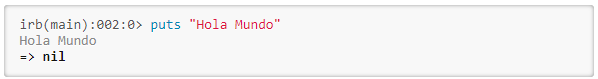 irb(main):002:0> puts "Hola Mundo"
Hola Mundo
=> nil